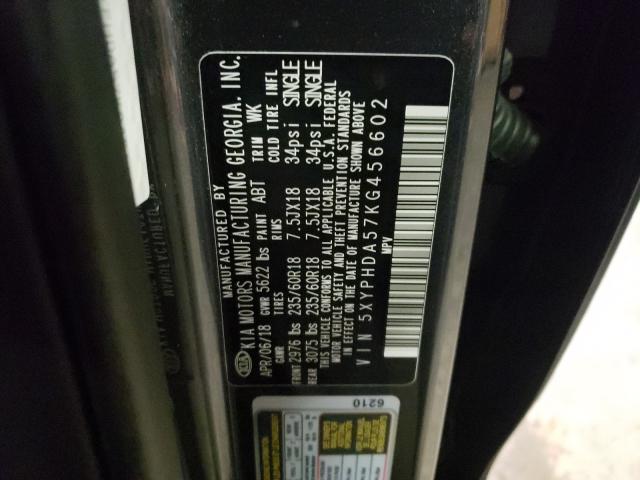 MANUFACTURED BY
KIA KIA MOTORS MANUFACTURING GEORGIA, INC.
APR/06/18 GVWR 5622 lbs PAINT ABT TRIM WK
GAWR TIRES RIMS COLD TIRE INFL
FRONT 2976 lbs 235/60R18 7.5JX18 34psi SINGLE
REAR 3075 lbs 235/60R18 7.5JX18 34psi SINGLE
THIS VEHICLE CONFORMS TO ALL APPLICABLE U.S.A. FEDERAL
MOTOR VEHICLE SAFETY AND THEFT PREVENTION STANDARDS
IN EFFECT ON THE DATE OF MANUFACTURE SHOWN ABOVE
VIN 5XYPHDA57KG456602
MPV
6210